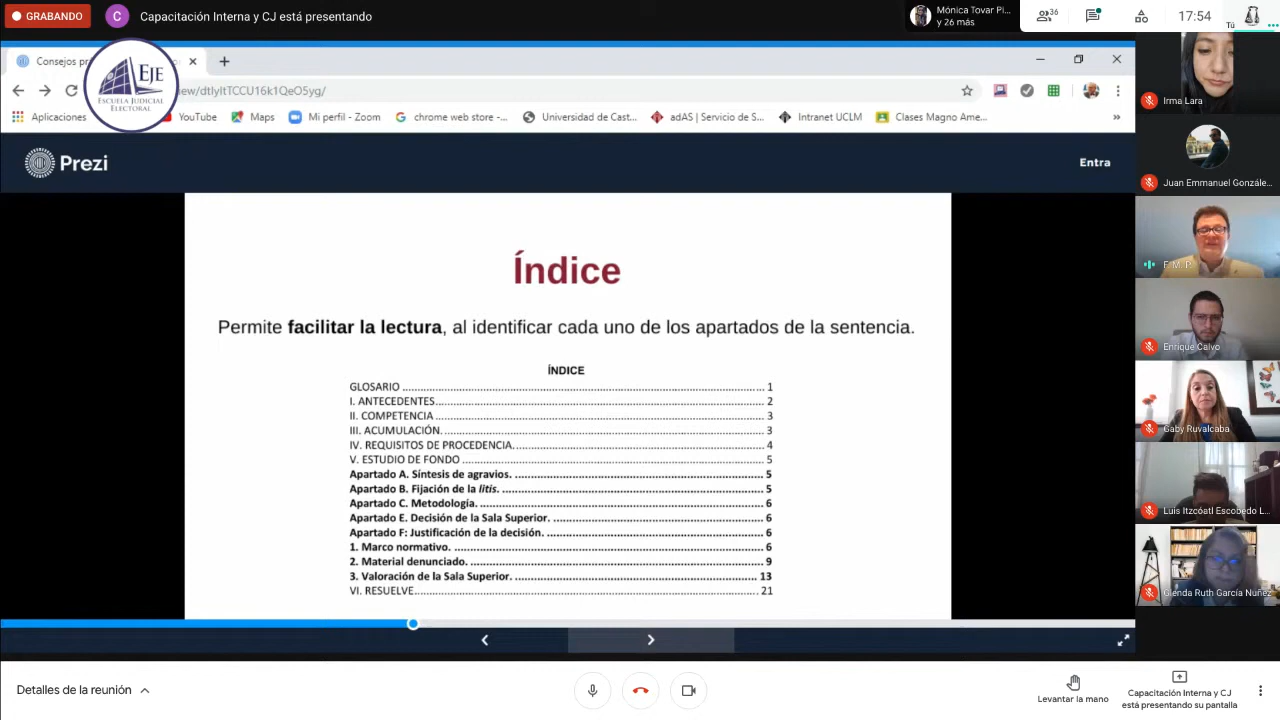 GRABANDO
C
Capacitación Interna y CJ está presentando
Mónica Tovar Pi...
y 26 más
36
17:54
Tú
Consejos pr
EJE
ESCUELA JUDICIAL
ELECTORAL
ew/dtIyItTCCU16k1QeO5yg/
Aplicaciones
YouTube
Maps
Mi perfil - Zoom
chrome web store -...
Universidad de Cast...
adAS | Servicio de S...
Intranet UCLM
Clases Magno Ame...
»
Prezi
Entra
Índice
Permite facilitar la lectura, al identificar cada uno de los apartados de la sentencia.
ÍNDICE
GLOSARIO ... 1
I. ANTECEDENTES... 2
II. COMPETENCIA ... 3
III. ACUMULACIÓN. ... 3
IV. REQUISITOS DE PROCEDENCIA. ... 4
V. ESTUDIO DE FONDO ... 5
Apartado A. Síntesis de agravios. ... 5
Apartado B. Fijación de la litis. ... 5
Apartado C. Metodología. ... 6
Apartado E. Decisión de la Sala Superior. ... 6
Apartado F: Justificación de la decisión. ... 6
1. Marco normativo. ... 6
2. Material denunciado. ... 9
3. Valoración de la Sala Superior. ... 13
VI. RESUELVE... 21
Irma Lara
Juan Emmanuel Gonzále...
F. M. P.
Enrique Calvo
Gaby Ruvalcaba
Luis Itzcóatl Escobedo L...
Glenda Ruth García Nuñez
Detalles de la reunión
Levantar la mano
Capacitación Interna y CJ
está presentando su pantalla